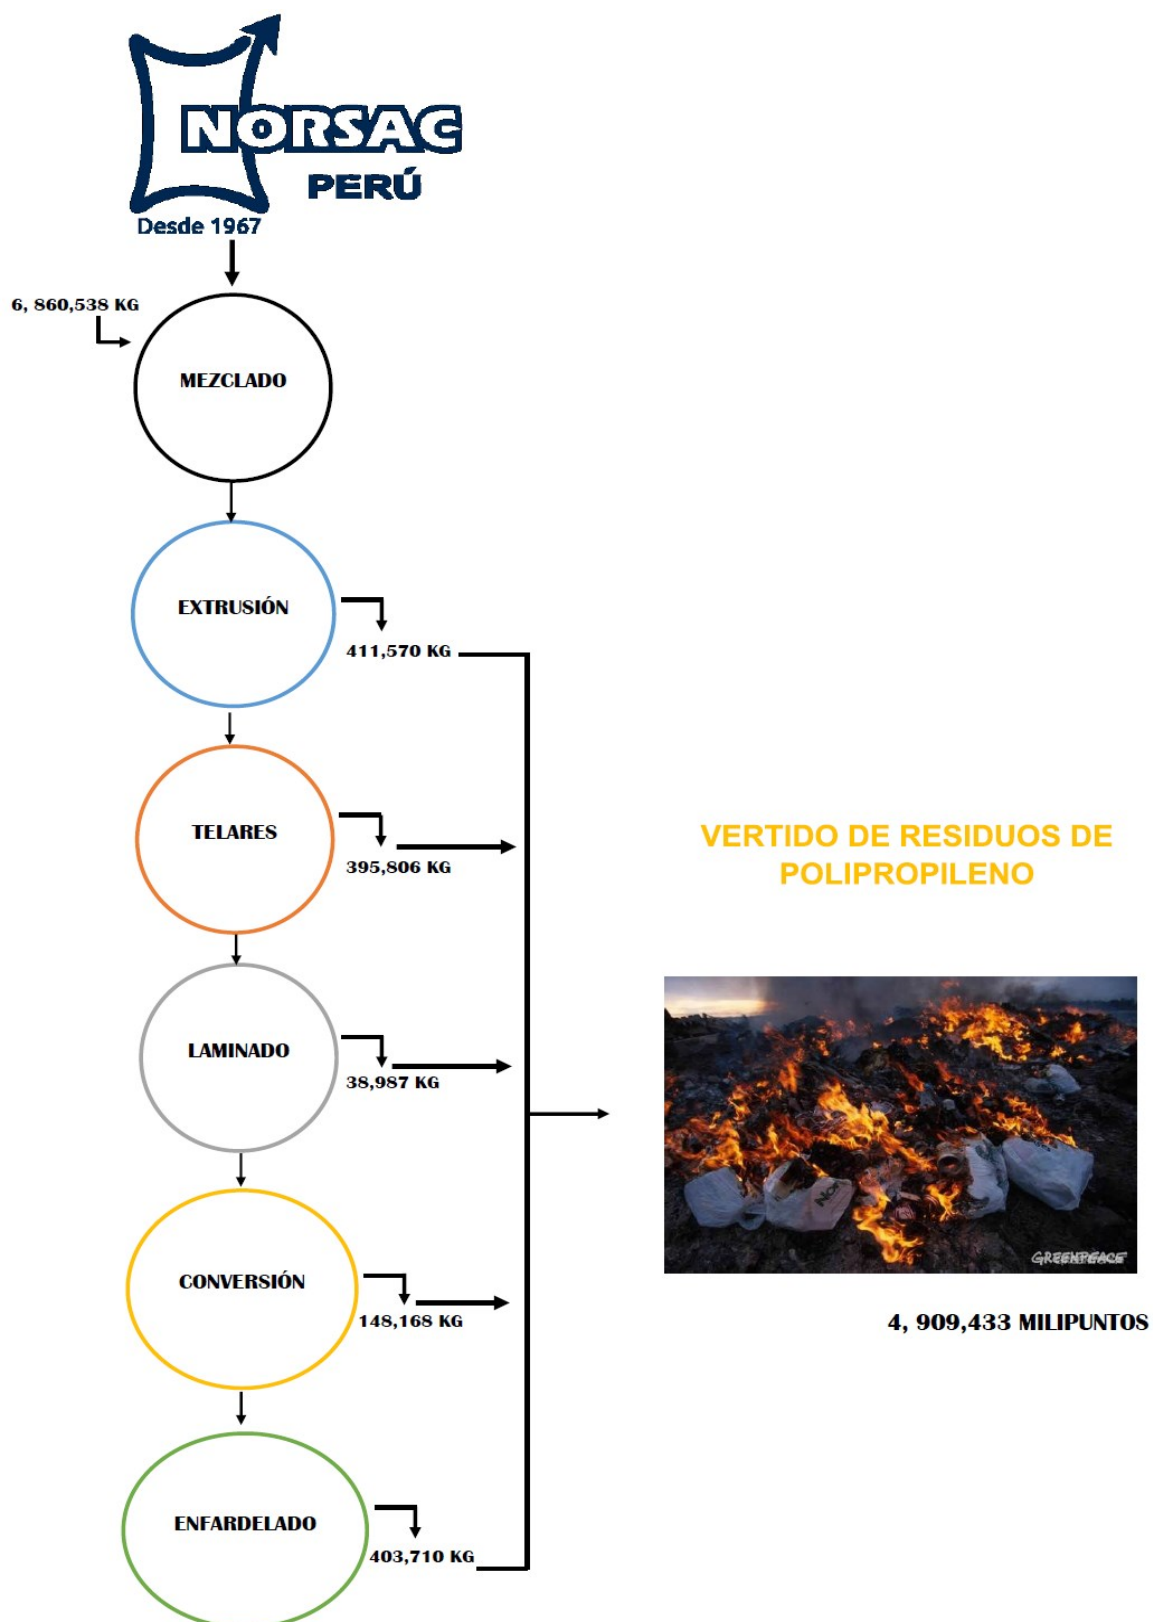 NORSAC
PERÚ
Desde 1967
6, 860,538 KG
MEZCLADO
EXTRUSIÓN
411,570 KG
TELARES
395,806 KG
VERTIDO DE RESIDUOS DE
POLIPROPILENO
LAMINADO
38,987 KG
Nor
GREENPEACE
CONVERSIÓN
148,168 KG
4, 909,433 MILIPUNTOS
ENFARDELADO
403,710 KG